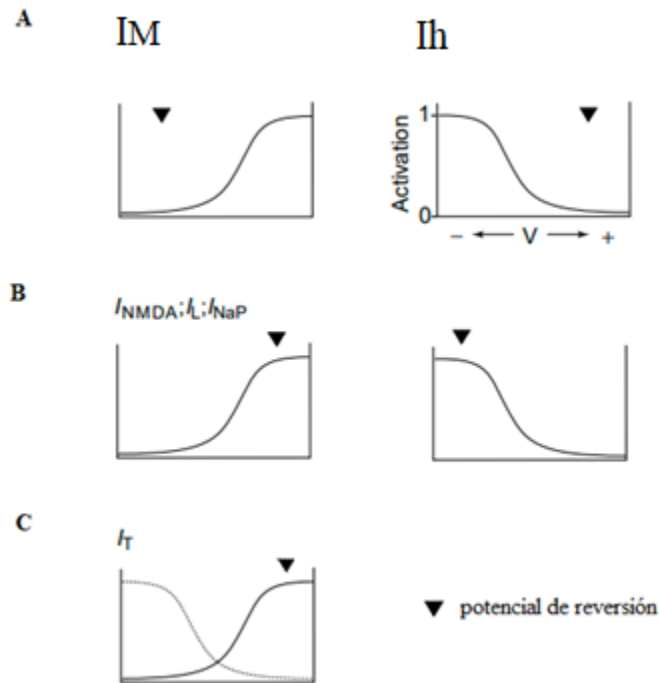 A
IM
Ih
Activation
1
0
− V +
B
INMDA;IL;INaP
C
IT
potencial de reversión